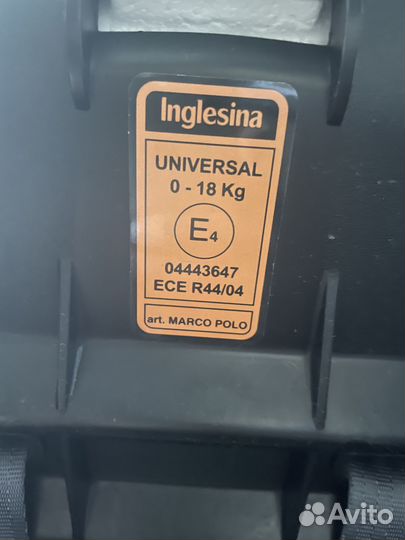 Inglesina
UNIVERSAL
0 - 18 Kg
E4
04443647
ECE R44/04
art. MARCO POLO
Avito